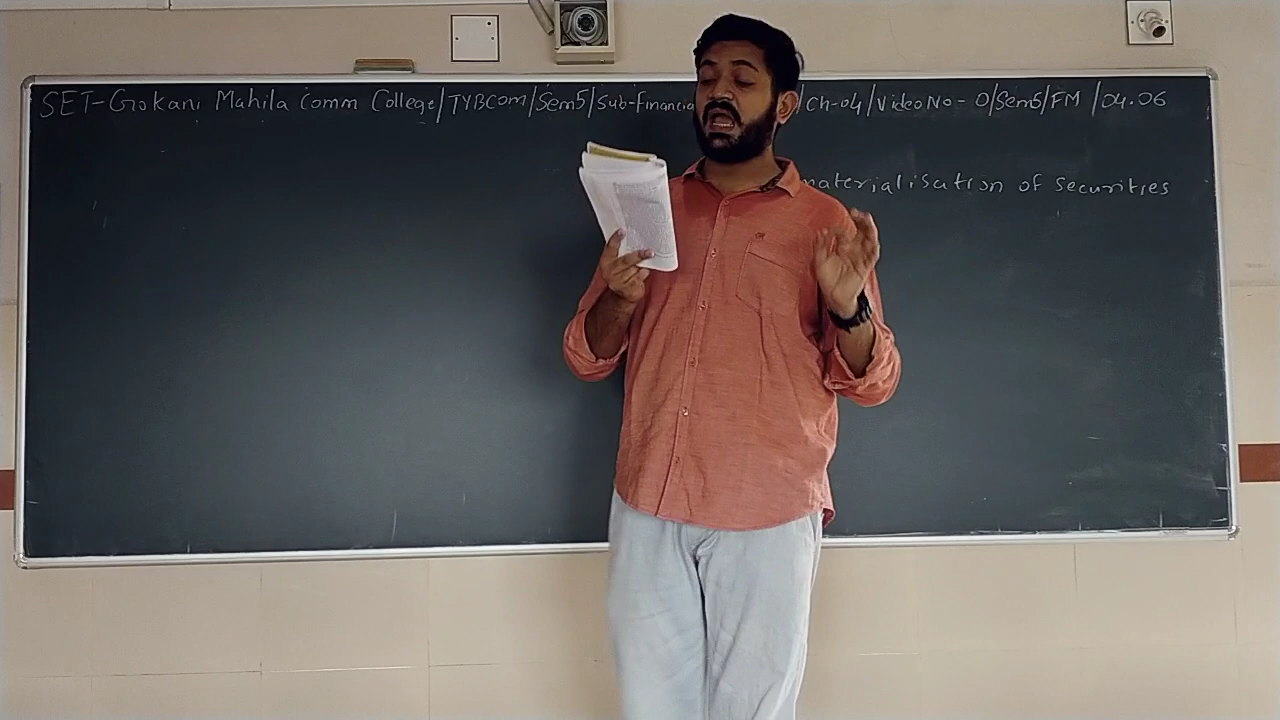 SET-Gokani Mahila Comm College/TYBCom/Sem5/Sub-Financia /Ch-04/Video No-0/Sem5/FM/04.06
materialisation of securities